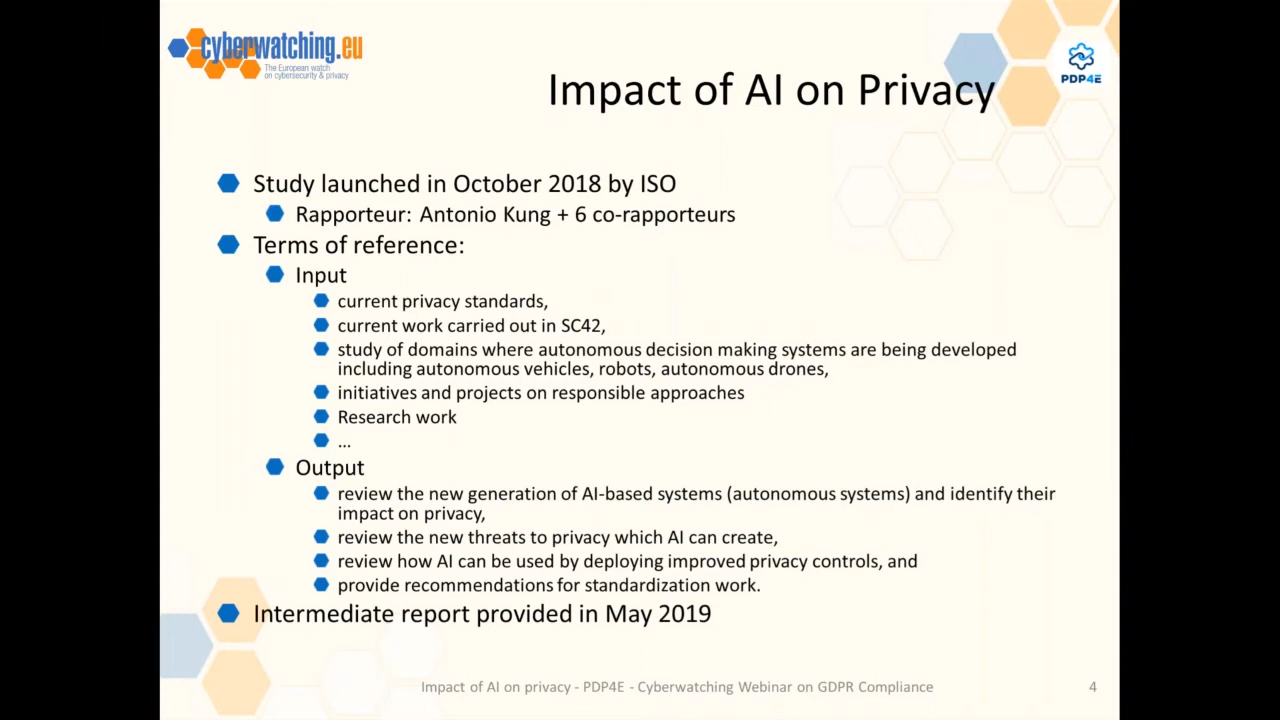 cyberwatching.eu
The European watch
on cybersecurity & privacy
PDP4E
Impact of AI on Privacy
Study launched in October 2018 by ISO
Rapporteur: Antonio Kung + 6 co-rapporteurs
Terms of reference:
Input
current privacy standards,
current work carried out in SC42,
study of domains where autonomous decision making systems are being developed
including autonomous vehicles, robots, autonomous drones,
initiatives and projects on responsible approaches
Research work
...
Output
review the new generation of AI-based systems (autonomous systems) and identify their
impact on privacy,
review the new threats to privacy which AI can create,
review how AI can be used by deploying improved privacy controls, and
provide recommendations for standardization work.
Intermediate report provided in May 2019
Impact of AI on privacy - PDP4E - Cyberwatching Webinar on GDPR Compliance
4